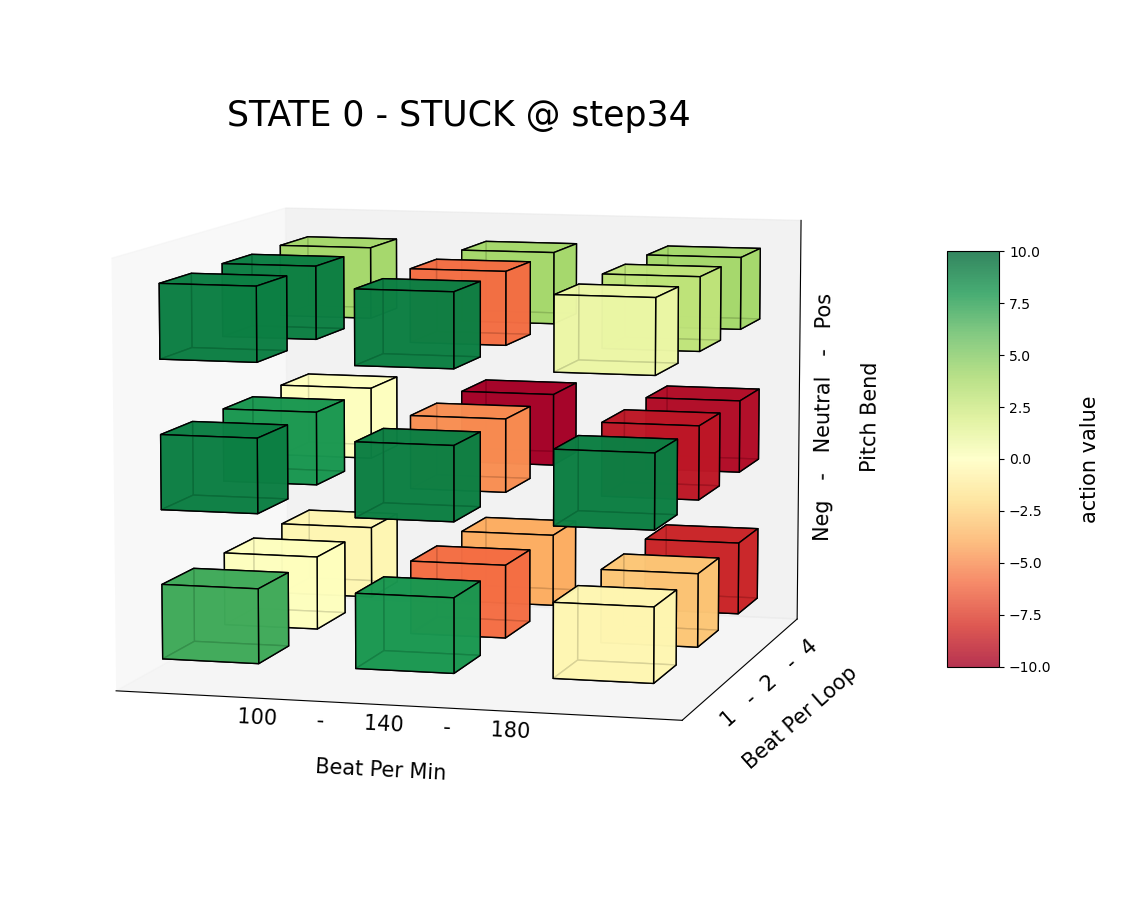 STATE 0 - STUCK @ step34
100 - 140 - 180
Beat Per Min
1 - 2 - 4
Beat Per Loop
Neg - Neutral - Pos
Pitch Bend
10.0
7.5
5.0
2.5
0.0
−2.5
−5.0
−7.5
−10.0
action value